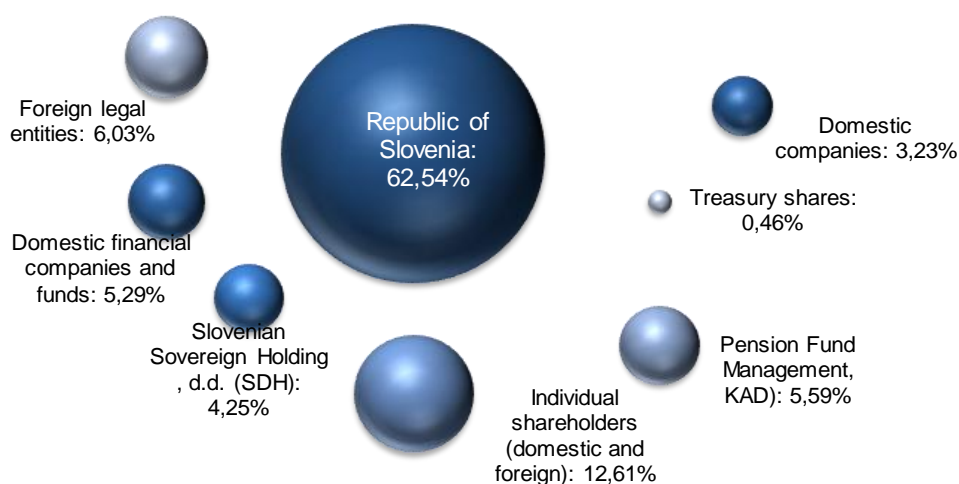 Foreign legal
entities: 6,03%
Republic of
Slovenia:
62,54%
Domestic
companies: 3,23%
Treasury shares:
0,46%
Domestic financial
companies and
funds: 5,29%
Slovenian
Sovereign Holding
, d.d. (SDH):
4,25%
Individual
shareholders
(domestic and
foreign): 12,61%
Pension Fund
Management,
KAD): 5,59%